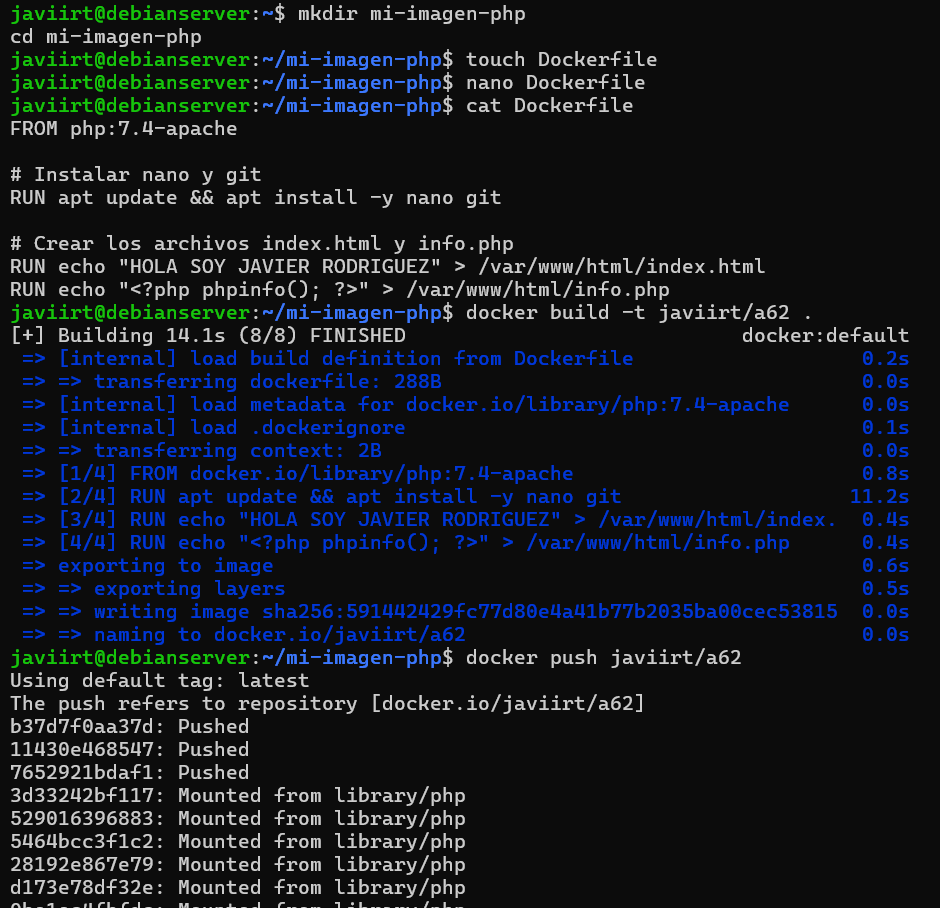 javiirt@debianserver:~$ mkdir mi-imagen-php
cd mi-imagen-php
javiirt@debianserver:~/mi-imagen-php$ touch Dockerfile
javiirt@debianserver:~/mi-imagen-php$ nano Dockerfile
javiirt@debianserver:~/mi-imagen-php$ cat Dockerfile
FROM php:7.4-apache
# Instalar nano y git
RUN apt update && apt install -y nano git
# Crear los archivos index.html y info.php
RUN echo "HOLA SOY JAVIER RODRIGUEZ" > /var/www/html/index.html
RUN echo "<?php phpinfo(); ?>" > /var/www/html/info.php
javiirt@debianserver:~/mi-imagen-php$ docker build -t javiirt/a62 .
[+] Building 14.1s (8/8) FINISHED docker:default
=> [internal] load build definition from Dockerfile 0.2s
=> => transferring dockerfile: 288B 0.0s
=> [internal] load metadata for docker.io/library/php:7.4-apache 0.0s
=> [internal] load .dockerignore 0.1s
=> => transferring context: 2B 0.0s
=> [1/4] FROM docker.io/library/php:7.4-apache 0.8s
=> [2/4] RUN apt update && apt install -y nano git 11.2s
=> [3/4] RUN echo "HOLA SOY JAVIER RODRIGUEZ" > /var/www/html/index. 0.4s
=> [4/4] RUN echo "<?php phpinfo(); ?>" > /var/www/html/info.php 0.4s
=> exporting to image 0.6s
=> => exporting layers 0.5s
=> => writing image sha256:591442429fc77d80e4a41b77b2035ba00cec53815 0.0s
=> => naming to docker.io/javiirt/a62 0.0s
javiirt@debianserver:~/mi-imagen-php$ docker push javiirt/a62
Using default tag: latest
The push refers to repository [docker.io/javiirt/a62]
b37d7f0aa37d: Pushed
11430e468547: Pushed
7652921bdaf1: Pushed
3d33242bf117: Mounted from library/php
529016396883: Mounted from library/php
5464bcc3f1c2: Mounted from library/php
28192e867e79: Mounted from library/php
d173e78df32e: Mounted from library/php
Mounted from library/php